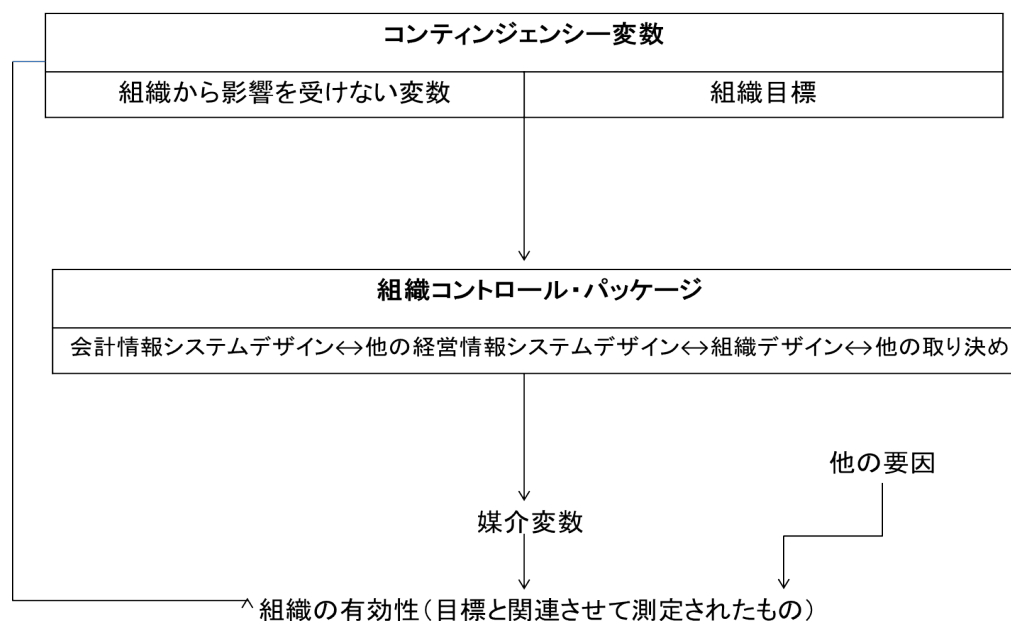 コンティンジェンシー変数
組織から影響を受けない変数
組織目標
組織コントロール・パッケージ
会計情報システムデザイン↔他の経営情報システムデザイン↔組織デザイン↔他の取り決め
他の要因
媒介変数
組織の有効性(目標と関連させて測定されたもの)